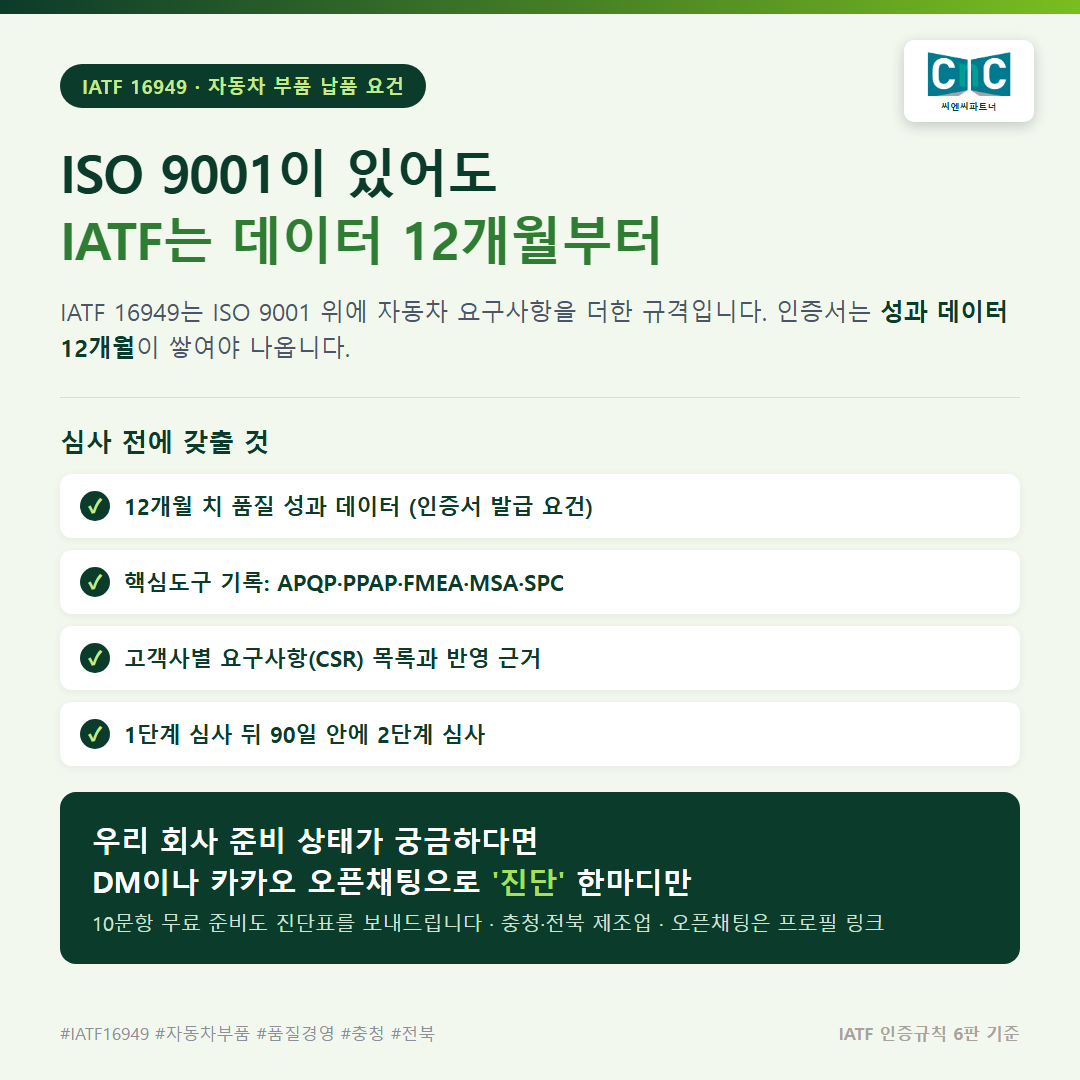 IATF 16949 · 자동차 부품 납품 요건
CnC
씨엔씨파트너
ISO 9001이 있어도
IATF는 데이터 12개월부터
IATF 16949는 ISO 9001 위에 자동차 요구사항을 더한 규격입니다. 인증서는 성과 데이터
12개월이 쌓여야 나옵니다.
심사 전에 갖출 것
12개월 치 품질 성과 데이터 (인증서 발급 요건)
핵심도구 기록: APQP·PPAP·FMEA·MSA·SPC
고객사별 요구사항(CSR) 목록과 반영 근거
1단계 심사 뒤 90일 안에 2단계 심사
우리 회사 준비 상태가 궁금하다면
DM이나 카카오 오픈채팅으로 '진단' 한마디만
10문항 무료 준비도 진단표를 보내드립니다 · 충청·전북 제조업 · 오픈채팅은 프로필 링크
#IATF16949 #자동차부품 #품질경영 #충청 #전북
IATF 인증규칙 6판 기준